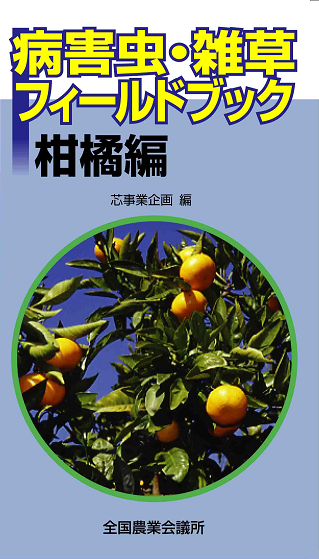 病害虫・雑草
フィールドブック
柑橘編
芯事業企画 編
全国農業会議所